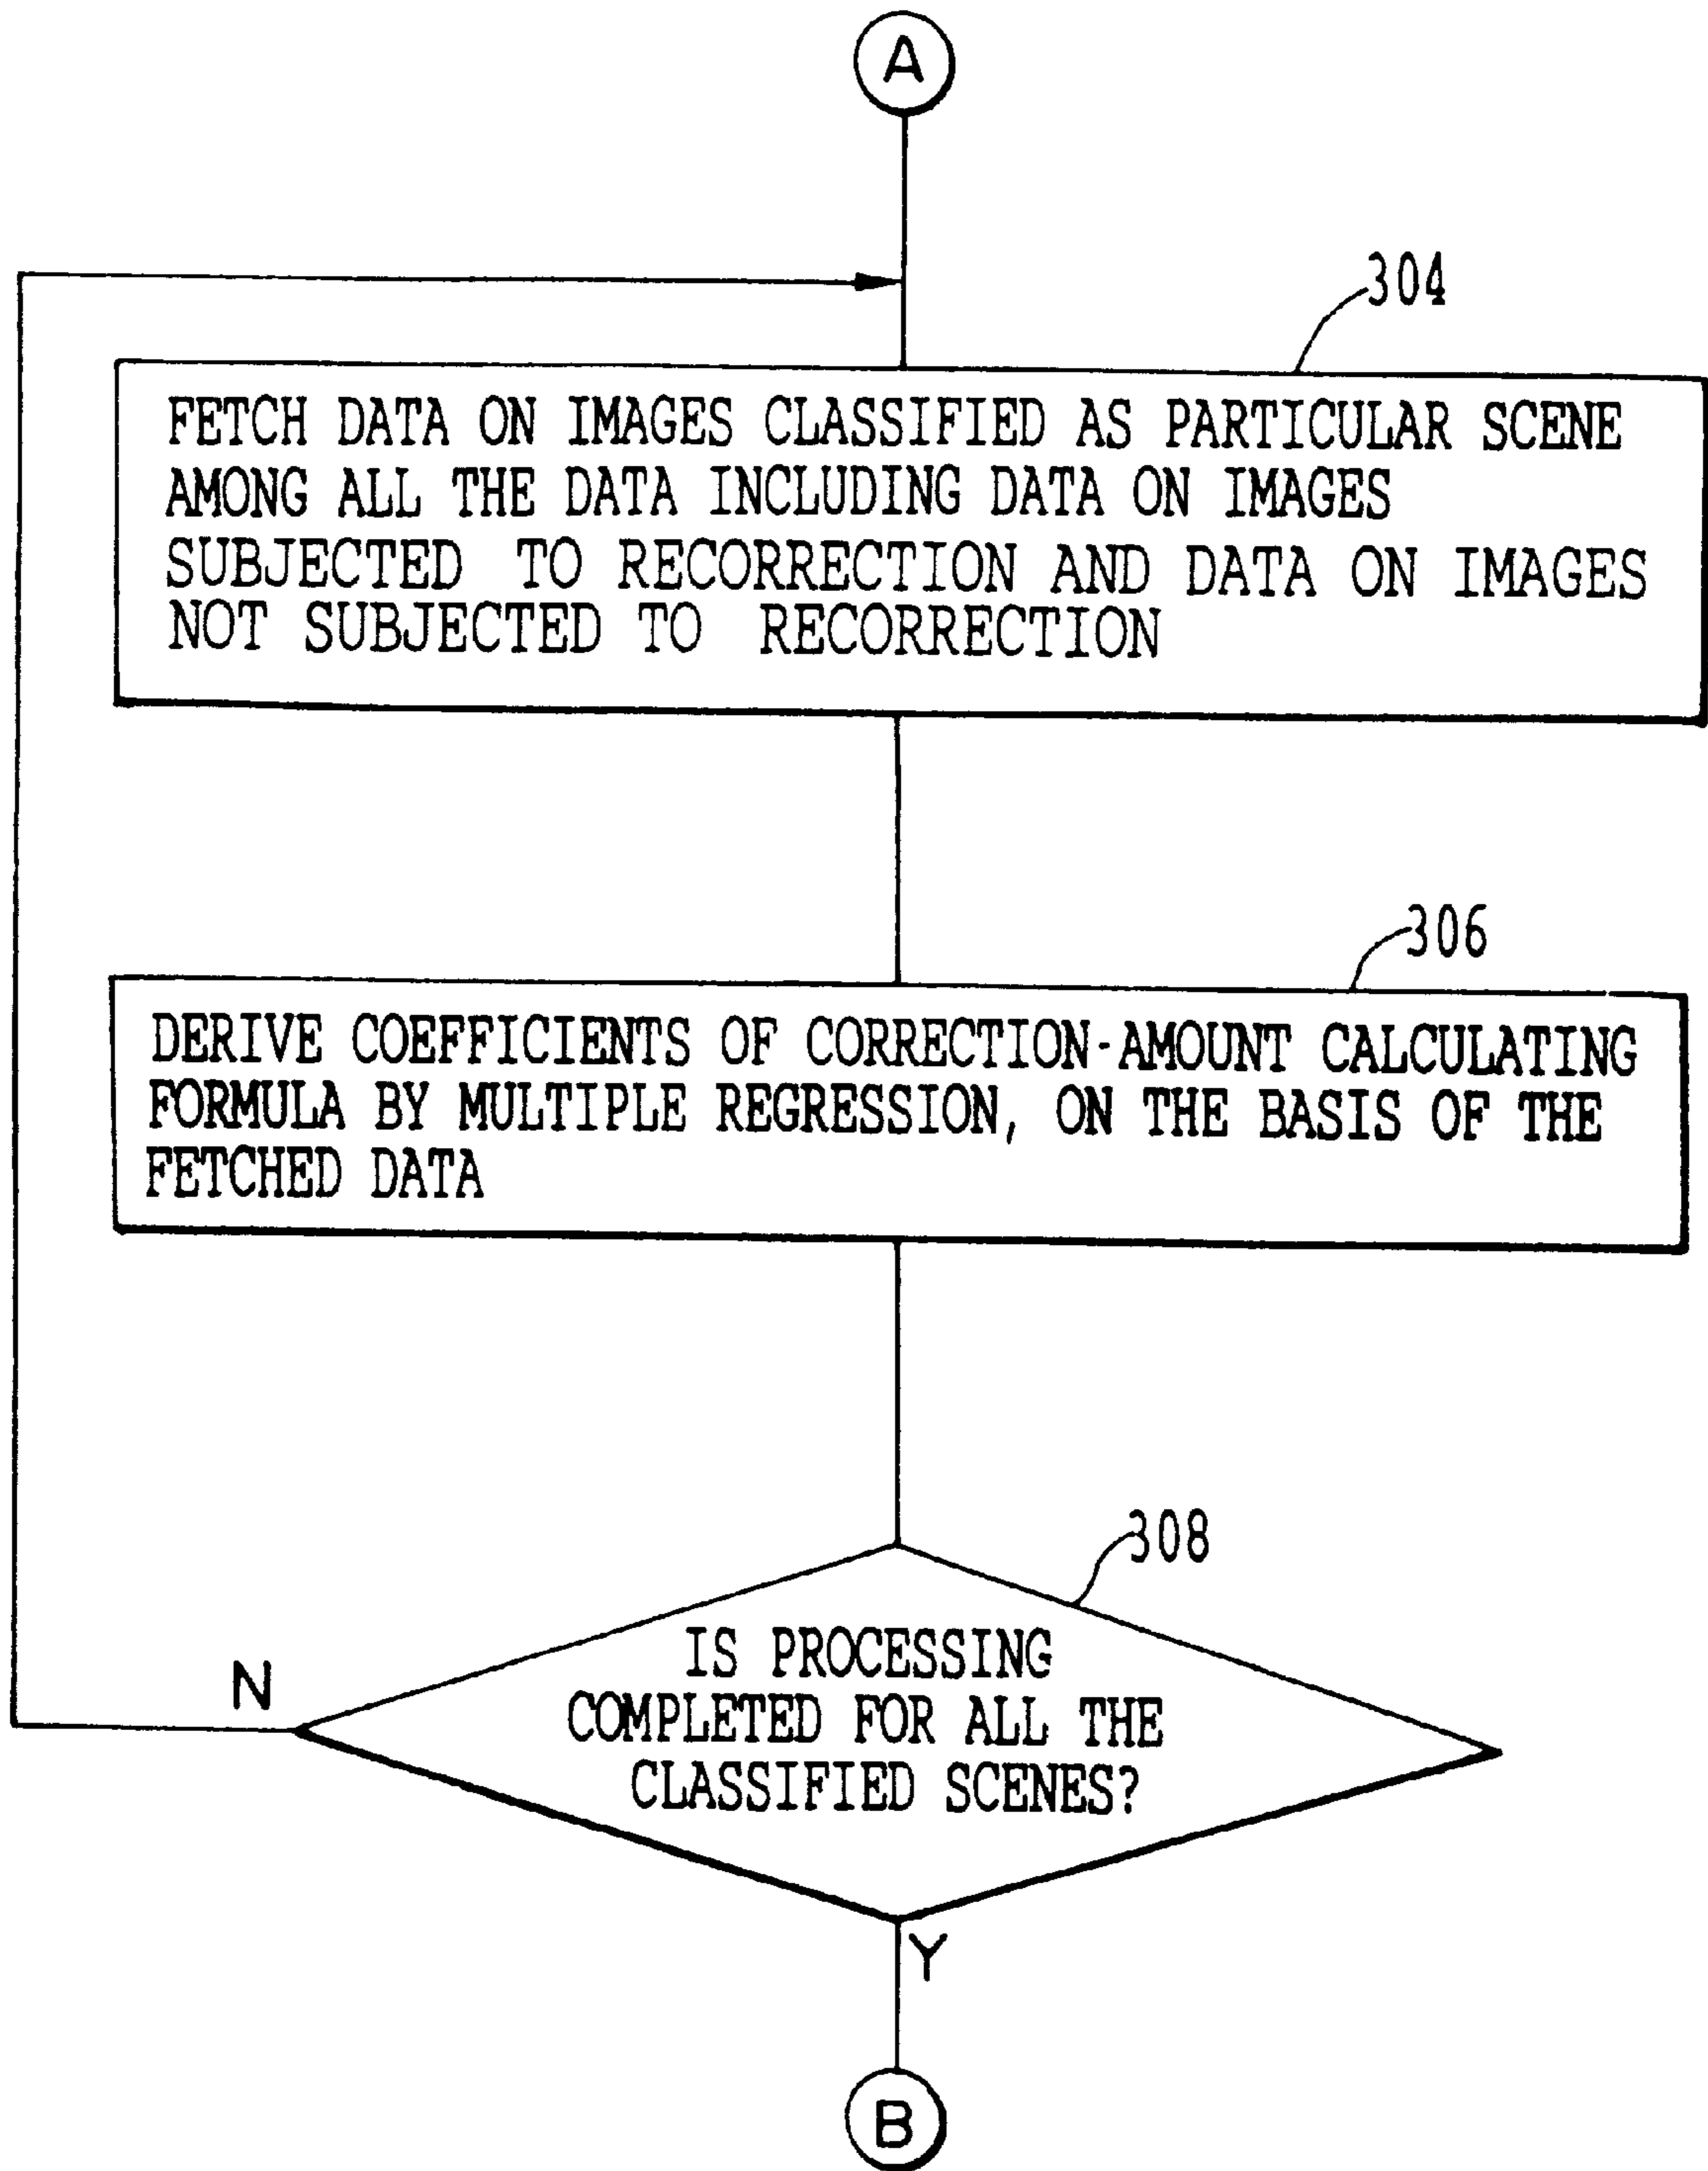 A
304
FETCH DATA ON IMAGES CLASSIFIED AS PARTICULAR SCENE
AMONG ALL THE DATA INCLUDING DATA ON IMAGES
SUBJECTED TO RECORRECTION AND DATA ON IMAGES
NOT SUBJECTED TO RECORRECTION
306
DERIVE COEFFICIENTS OF CORRECTION-AMOUNT CALCULATING
FORMULA BY MULTIPLE REGRESSION, ON THE BASIS OF THE
FETCHED DATA
308
IS PROCESSING
COMPLETED FOR ALL THE
CLASSIFIED SCENES?
N
Y
B